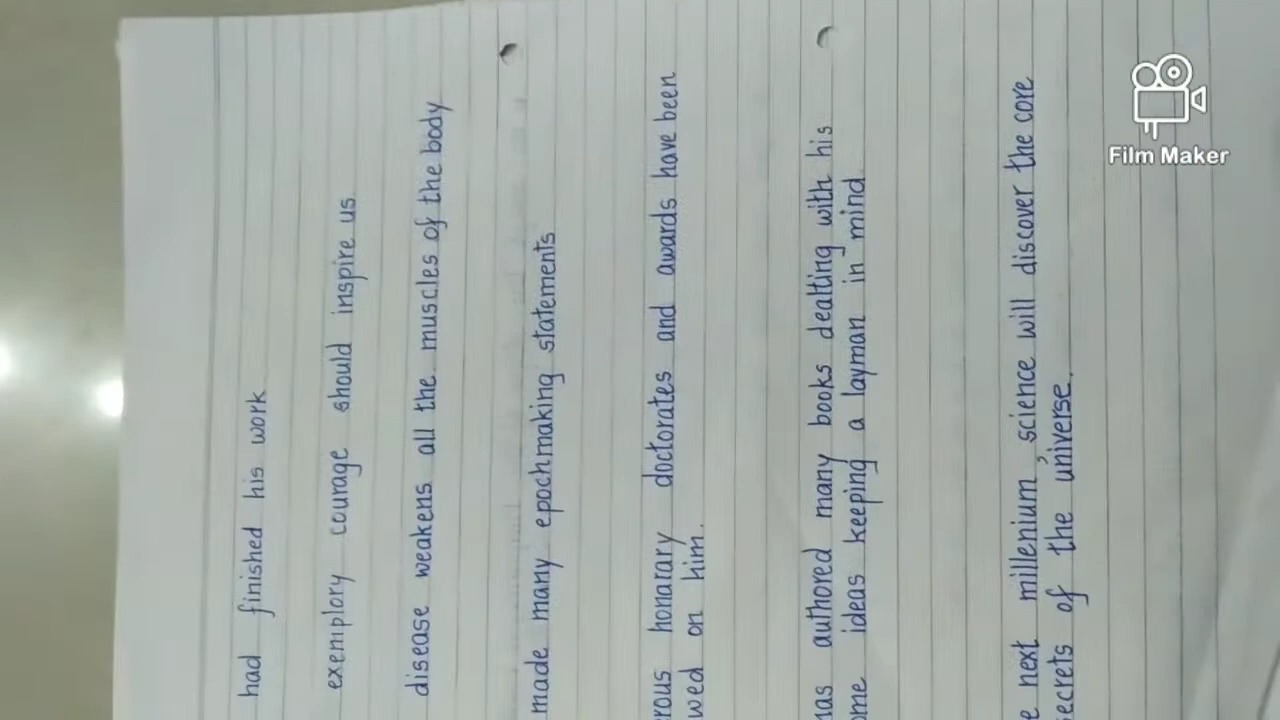 had finished his work
exemplory courage should inspire us
disease weakens all the muscles of the body
made many epochmaking statements
honarary doctorates and awards have been
on him.
authored many books dealting with his
ideas keeping a layman in mind
next millenium, science will discover the core
secrets of the universe.
Film Maker